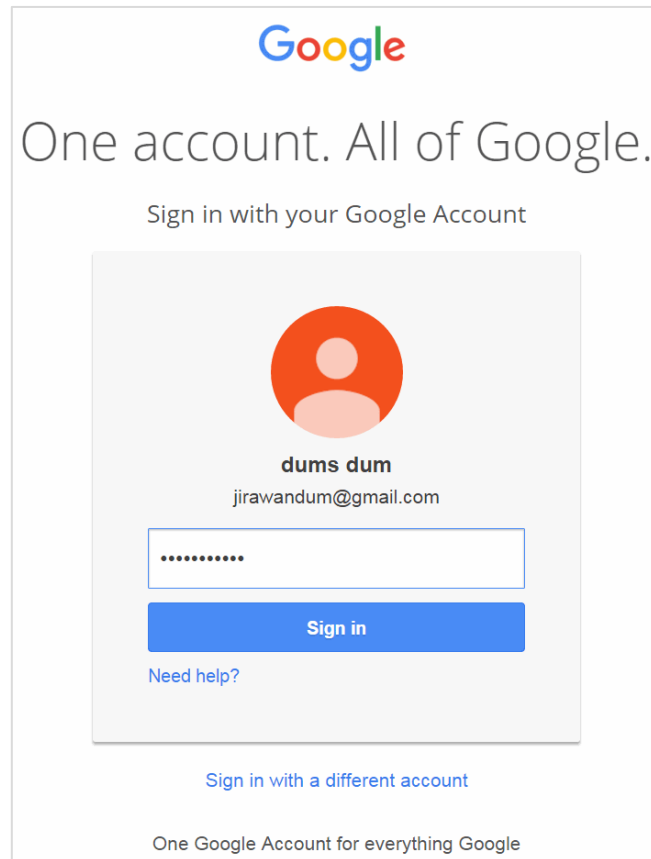 Google
One account. All of Google.
Sign in with your Google Account
dums dum
jirawandum@gmail.com
•••••••••••
Sign in
Need help?
Sign in with a different account
One Google Account for everything Google